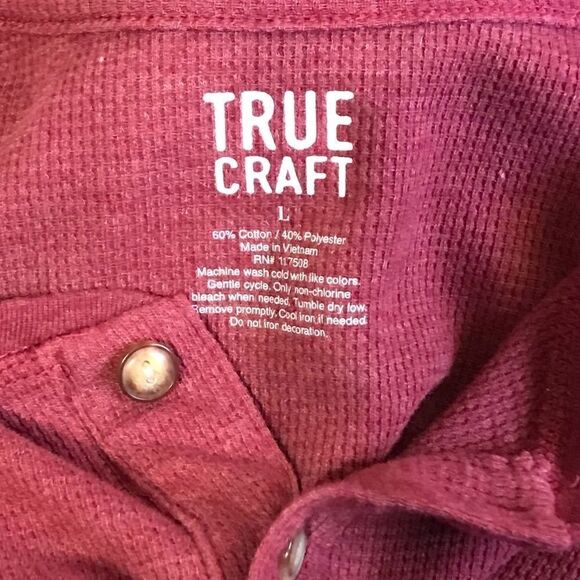 TRUE
CRAFT
L
60% Cotton / 40% Polyester
Made in Vietnam
RN# 117508
Machine wash cold with like colors.
Gentle cycle. Only non-chlorine
bleach when needed. Tumble dry low.
Remove promptly. Cool iron if needed.
Do not iron decoration.